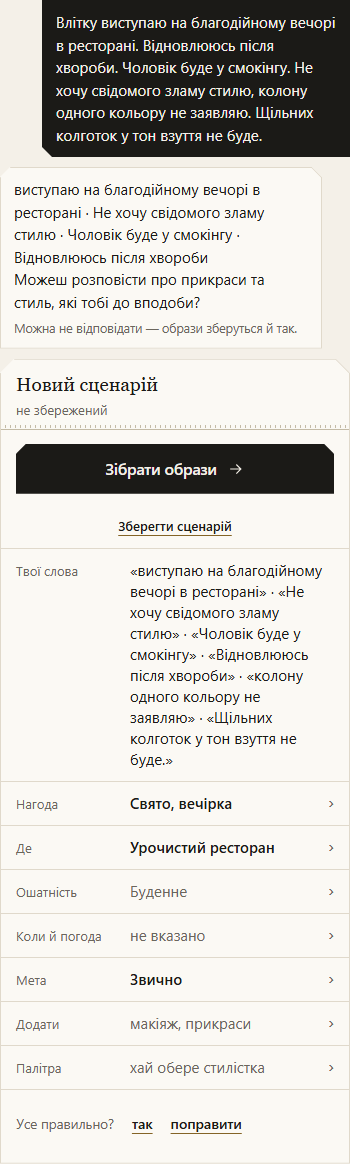 Влітку виступаю на благодійному вечорі
в ресторані. Відновлююсь після
хвороби. Чоловік буде у смокінгу. Не
хочу свідомого зламу стилю, колону
одного кольору не заявляю. Щільних
колготок у тон взуття не буде.
виступаю на благодійному вечорі в
ресторані · Не хочу свідомого зламу
стилю · Чоловік буде у смокінгу ·
Відновлююсь після хвороби
Можеш розповісти про прикраси та
стиль, які тобі до вподоби?
Можна не відповідати — образи зберуться й так.
Новий сценарій
не збережений
Зібрати образи →
Зберегти сценарій
Твої слова
«виступаю на благодійному
вечорі в ресторані» · «Не
хочу свідомого зламу
стилю» · «Чоловік буде у
смокінгу» · «Відновлююсь
після хвороби» · «колону
одного кольору не
заявляю» · «Щільних
колготок у тон взуття не
буде.»
Нагода Свято, вечірка ›
Де Урочистий ресторан ›
Ошатність Буденне ›
Коли й погода не вказано ›
Мета Звично ›
Додати макіяж, прикраси ›
Палітра хай обере стилістка ›
Усе правильно? так поправити